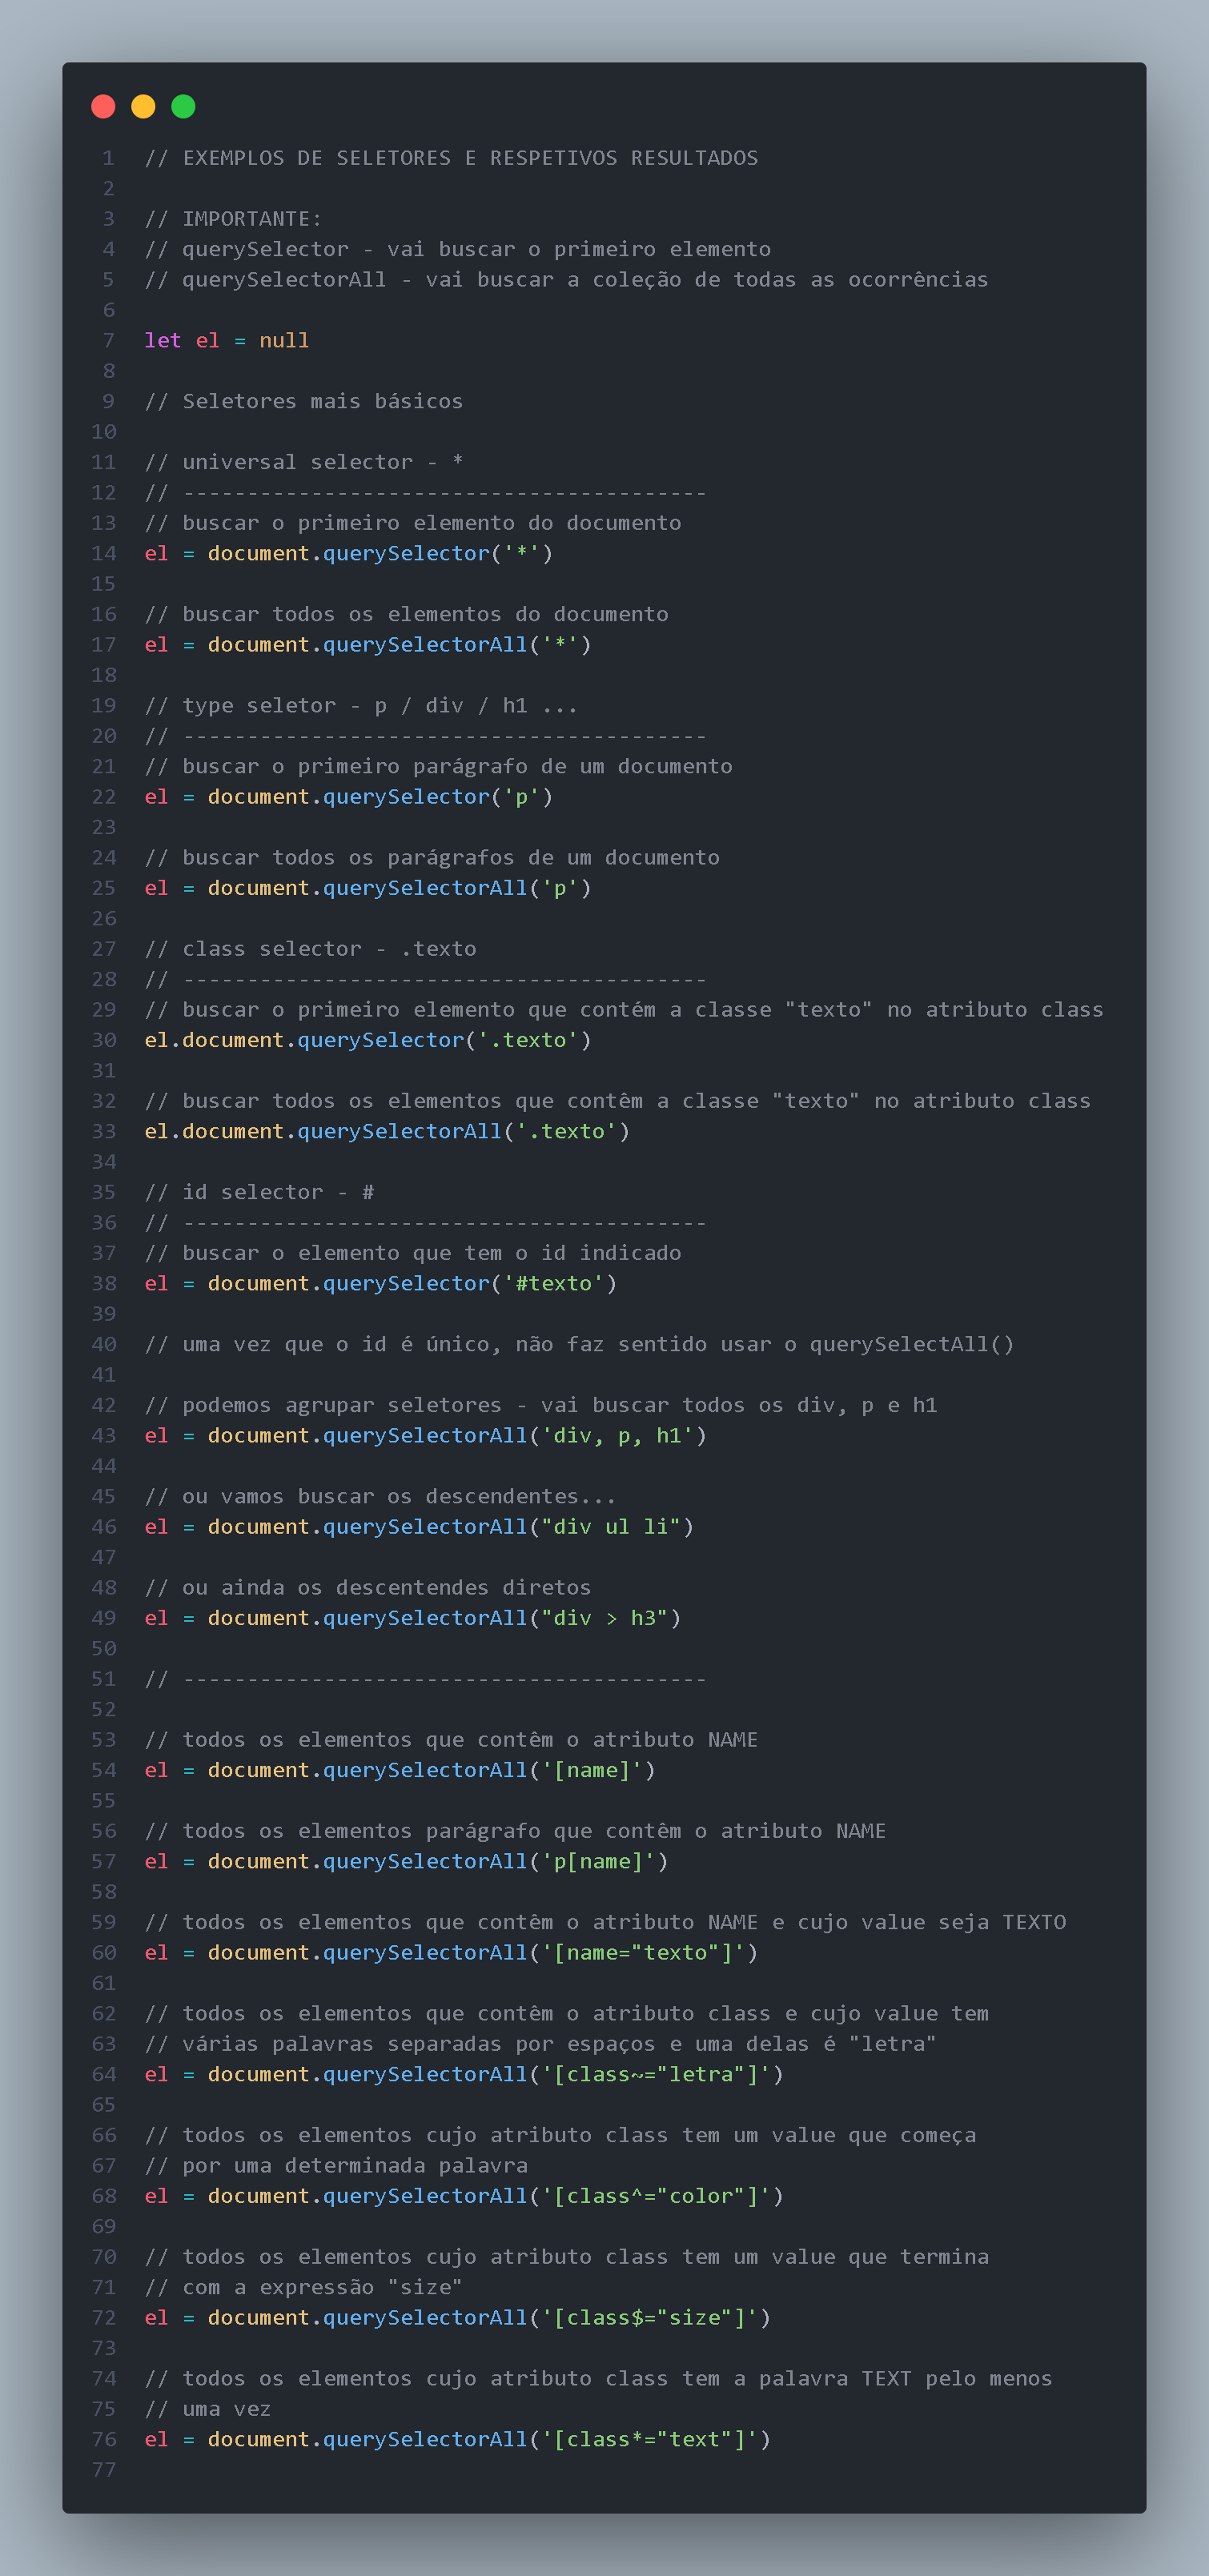 1 // EXEMPLOS DE SELETORES E RESPETIVOS RESULTADOS
2
3 // IMPORTANTE:
4 // querySelector - vai buscar o primeiro elemento
5 // querySelectorAll - vai buscar a coleção de todas as ocorrências
6
7 let el = null
8
9 // Seletores mais básicos
10
11 // universal selector - *
12 // -----------------------------------------
13 // buscar o primeiro elemento do documento
14 el = document.querySelector('*')
15
16 // buscar todos os elementos do documento
17 el = document.querySelectorAll('*')
18
19 // type seletor - p / div / h1 ...
20 // -----------------------------------------
21 // buscar o primeiro parágrafo de um documento
22 el = document.querySelector('p')
23
24 // buscar todos os parágrafos de um documento
25 el = document.querySelectorAll('p')
26
27 // class selector - .texto
28 // -----------------------------------------
29 // buscar o primeiro elemento que contém a classe "texto" no atributo class
30 el.document.querySelector('.texto')
31
32 // buscar todos os elementos que contêm a classe "texto" no atributo class
33 el.document.querySelectorAll('.texto')
34
35 // id selector - #
36 // -----------------------------------------
37 // buscar o elemento que tem o id indicado
38 el = document.querySelector('#texto')
39
40 // uma vez que o id é único, não faz sentido usar o querySelectAll()
41
42 // podemos agrupar seletores - vai buscar todos os div, p e h1
43 el = document.querySelectorAll('div, p, h1')
44
45 // ou vamos buscar os descendentes...
46 el = document.querySelectorAll("div ul li")
47
48 // ou ainda os descentendes diretos
49 el = document.querySelectorAll("div > h3")
50
51 // -----------------------------------------
52
53 // todos os elementos que contêm o atributo NAME
54 el = document.querySelectorAll('[name]')
55
56 // todos os elementos parágrafo que contêm o atributo NAME
57 el = document.querySelectorAll('p[name]')
58
59 // todos os elementos que contêm o atributo NAME e cujo value seja TEXTO
60 el = document.querySelectorAll('[name="texto"]')
61
62 // todos os elementos que contêm o atributo class e cujo value tem
63 // várias palavras separadas por espaços e uma delas é "letra"
64 el = document.querySelectorAll('[class~="letra"]')
65
66 // todos os elementos cujo atributo class tem um value que começa
67 // por uma determinada palavra
68 el = document.querySelectorAll('[class^="color"]')
69
70 // todos os elementos cujo atributo class tem um value que termina
71 // com a expressão "size"
72 el = document.querySelectorAll('[class$="size"]')
73
74 // todos os elementos cujo atributo class tem a palavra TEXT pelo menos
75 // uma vez
76 el = document.querySelectorAll('[class*="text"]')
77